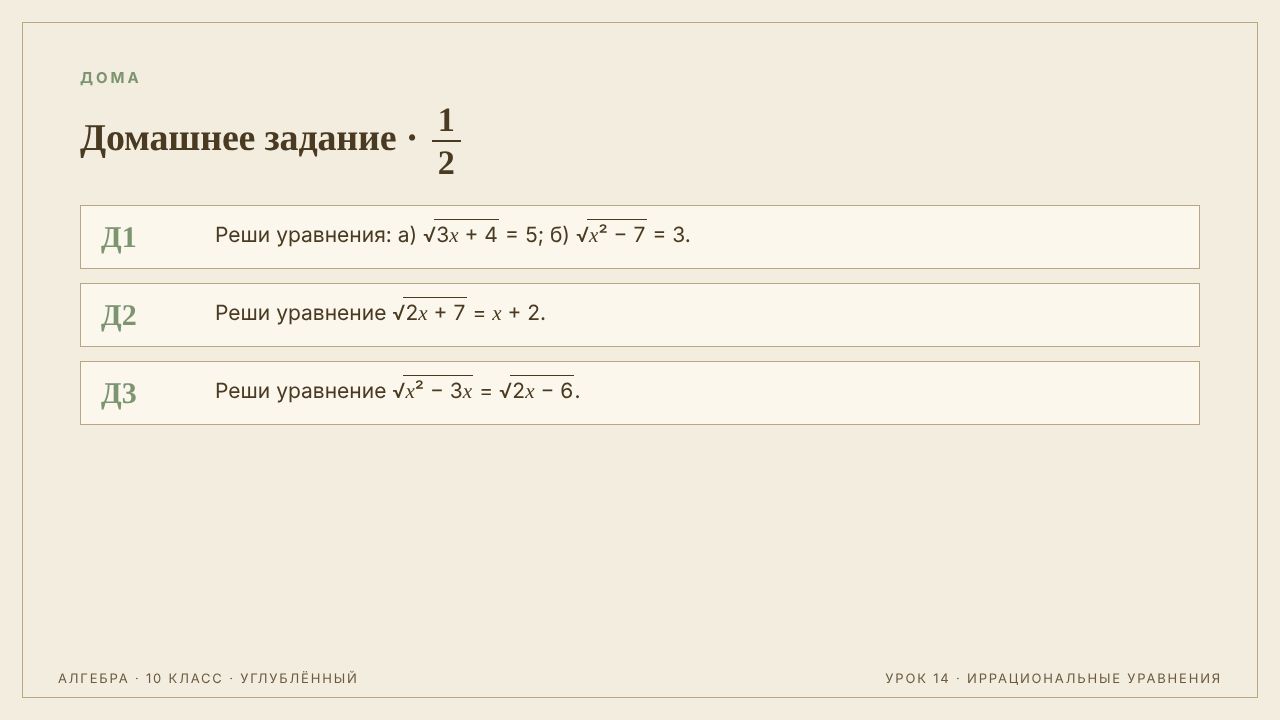 ДОМА
Домашнее задание · 1/2
Д1 Реши уравнения: а) √(3x + 4) = 5; б) √(x² − 7) = 3.
Д2 Реши уравнение √(2x + 7) = x + 2.
Д3 Реши уравнение √(x² − 3x) = √(2x − 6).
АЛГЕБРА · 10 КЛАСС · УГЛУБЛЁННЫЙ
УРОК 14 · ИРРАЦИОНАЛЬНЫЕ УРАВНЕНИЯ